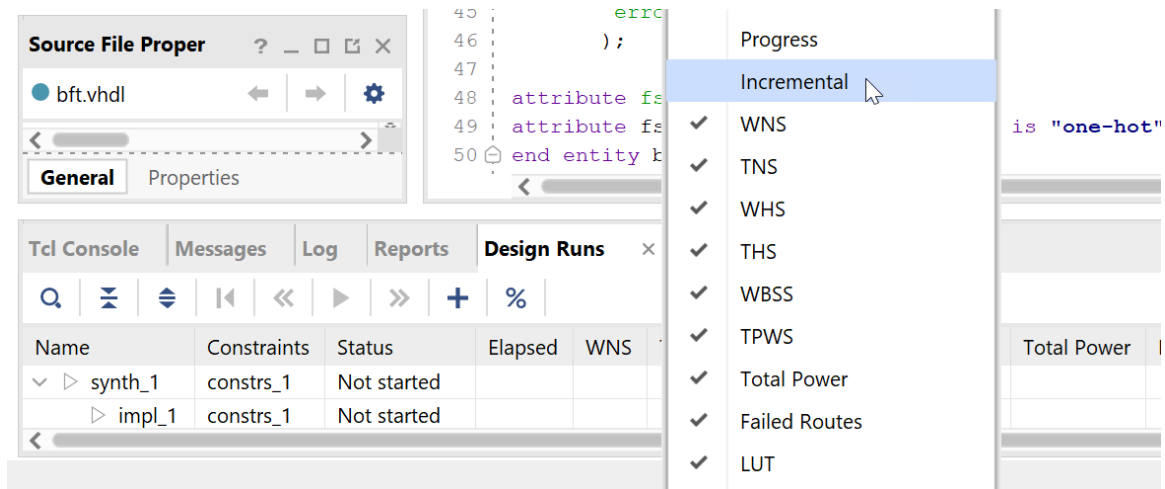 Source File Proper
bft.vhdl
General Properties
45 erro
46 );
47
48 attribute fs
49 attribute fs is "one-hot"
50 end entity b
Progress
Incremental
WNS
TNS
WHS
THS
WBSS
TPWS
Total Power
Failed Routes
LUT
Tcl Console Messages Log Reports Design Runs
%
Name Constraints Status Elapsed WNS Total Power
synth_1 constrs_1 Not started
impl_1 constrs_1 Not started